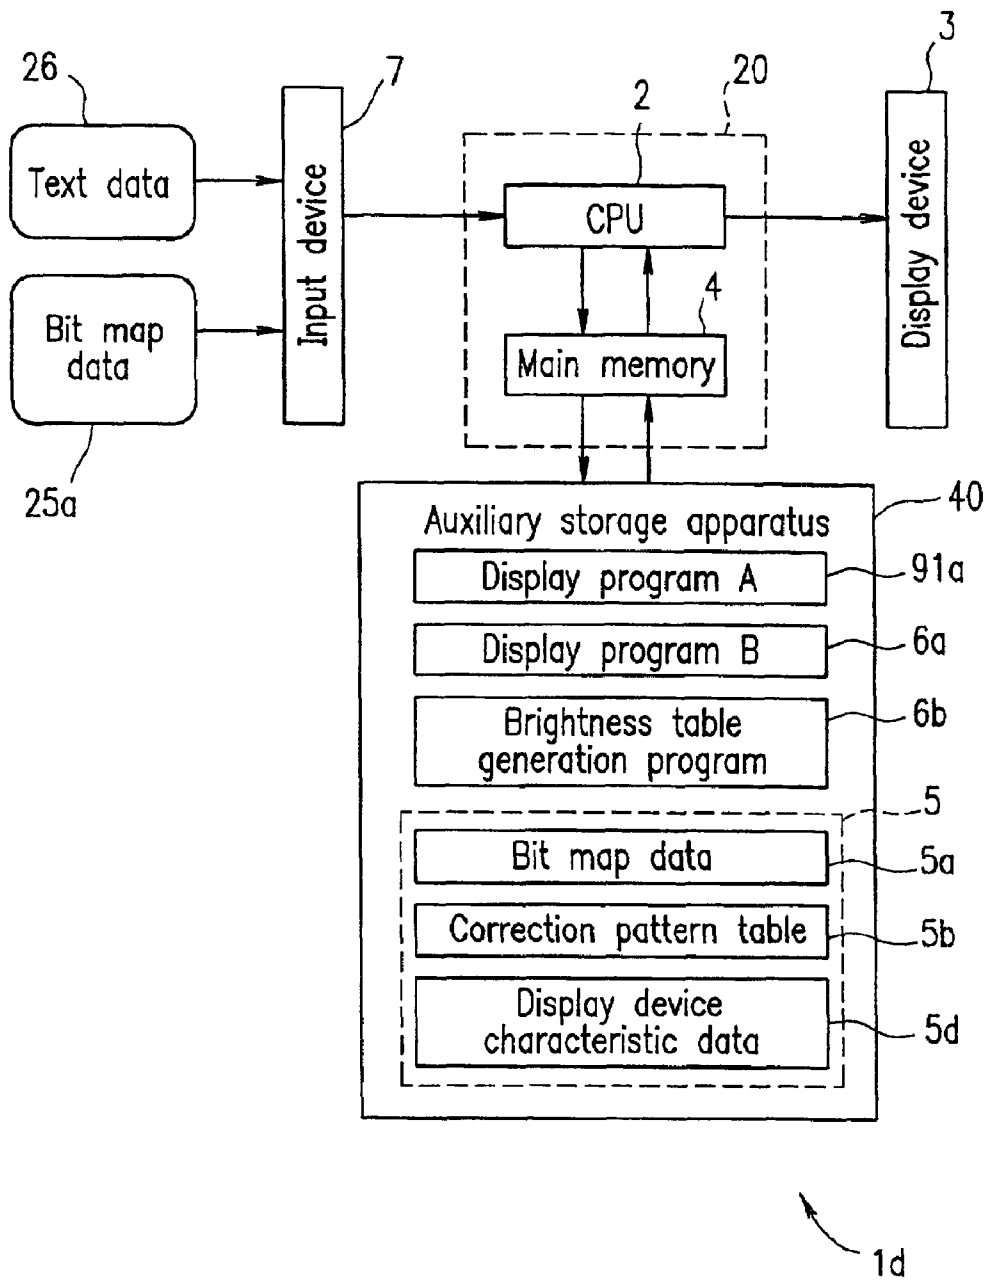 3
26
7
20
2
Text data
Input device
CPU
Display device
4
Bit map
data
Main memory
25a
40
Auxiliary storage apparatus
Display program A
91a
Display program B
6a
Brightness table
generation program
6b
5
Bit map data
5a
Correction pattern table
5b
Display device
characteristic data
5d
1d